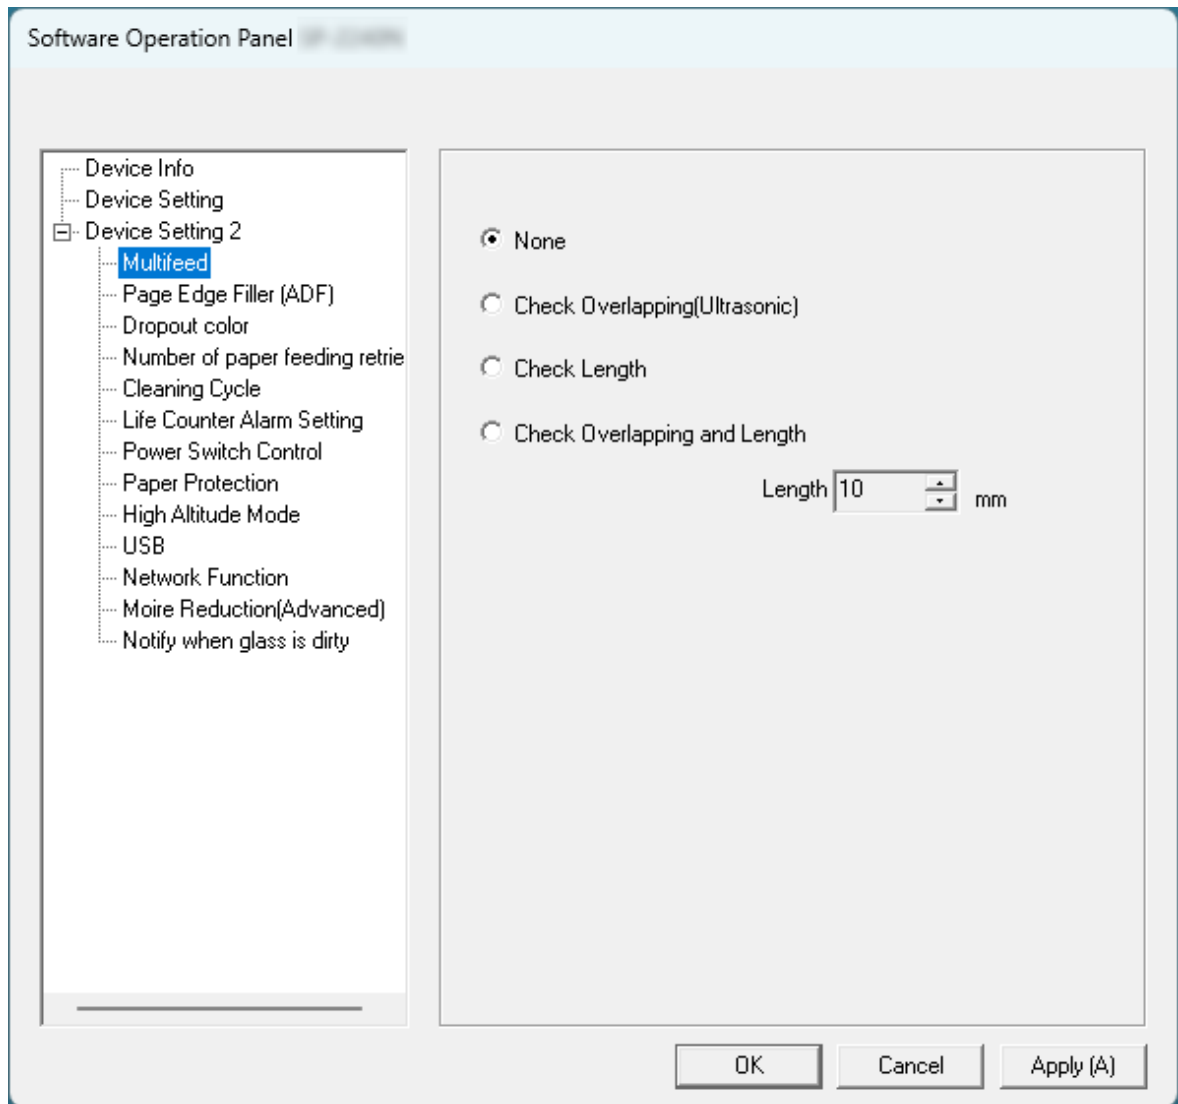 Software Operation Panel
Device Info
Device Setting
Device Setting 2
Multifeed
Page Edge Filler (ADF)
Dropout color
Number of paper feeding retrie
Cleaning Cycle
Life Counter Alarm Setting
Power Switch Control
Paper Protection
High Altitude Mode
USB
Network Function
Moire Reduction(Advanced)
Notify when glass is dirty
None
Check Overlapping(Ultrasonic)
Check Length
Check Overlapping and Length
Length 10 mm
OK Cancel Apply (A)